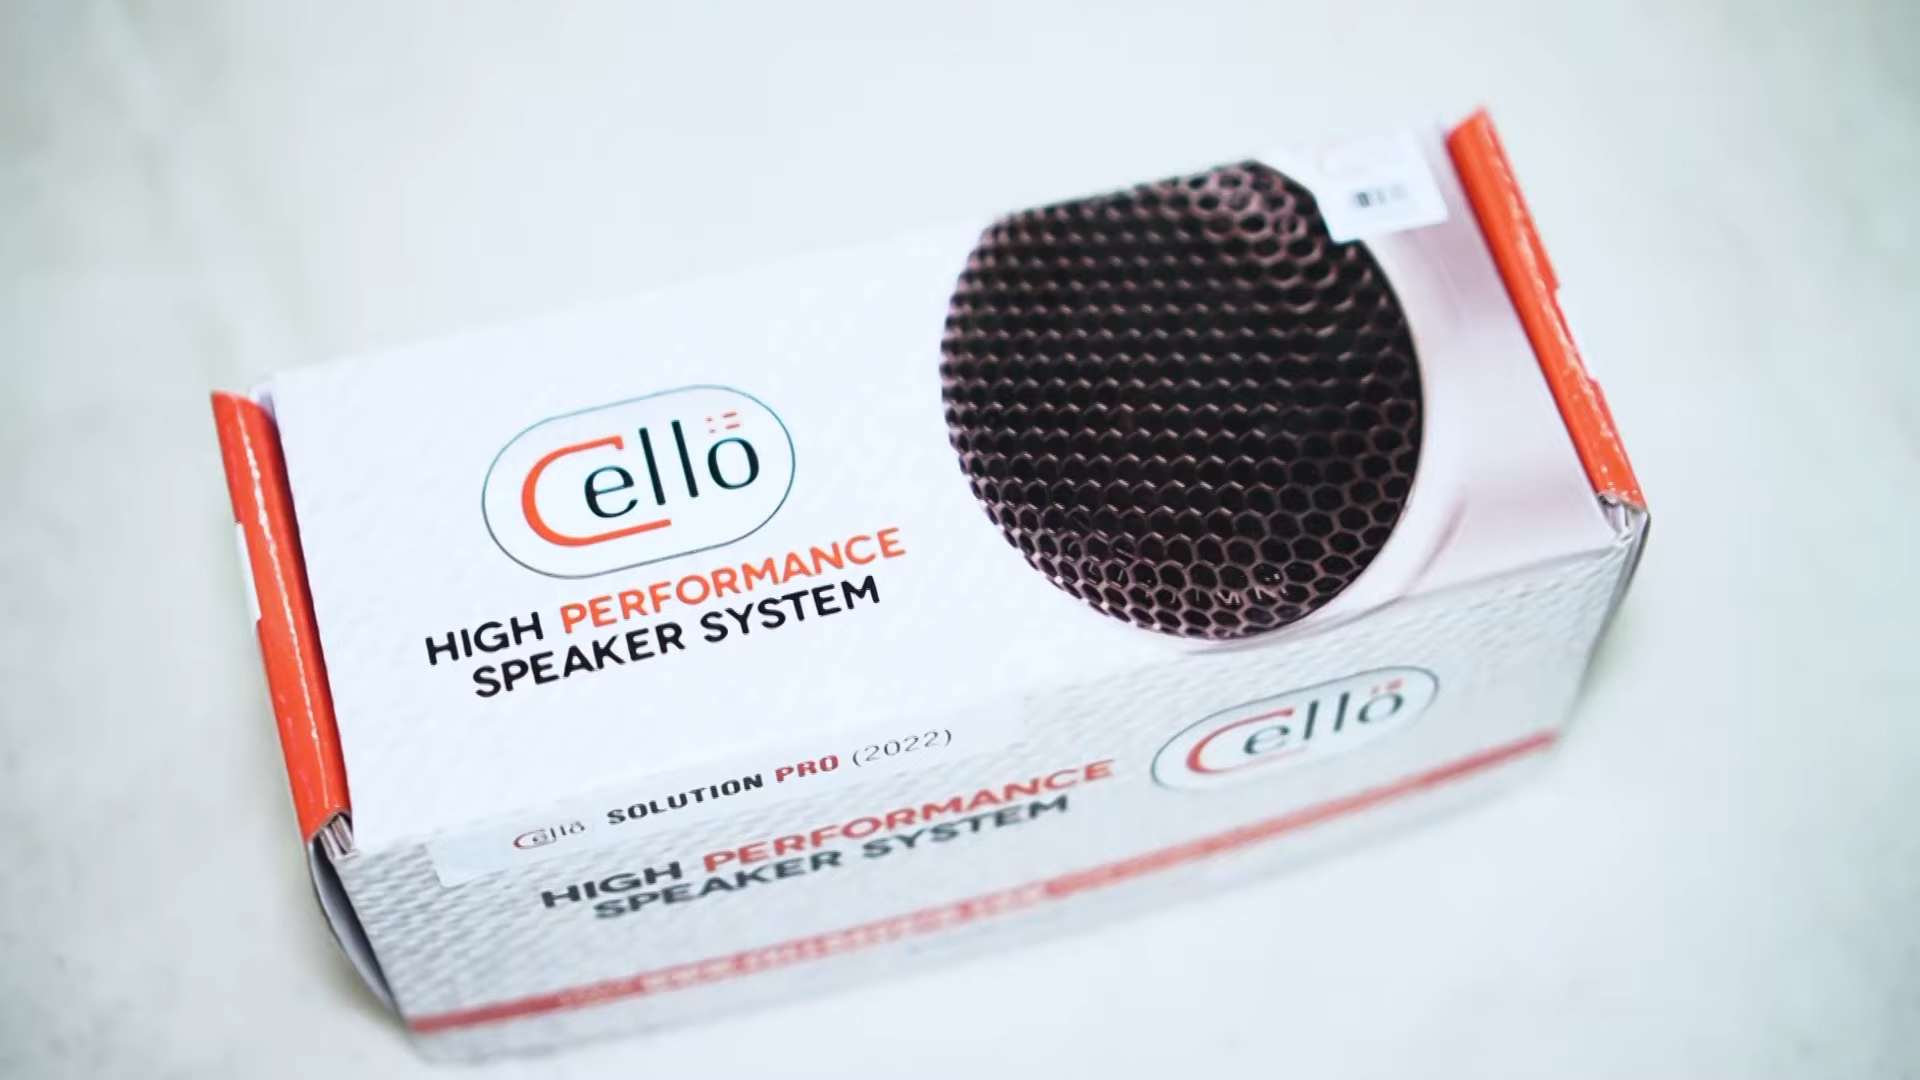 Cello
HIGH PERFORMANCE
SPEAKER SYSTEM
Cello SOLUTION PRO (2022)
HIGH PERFORMANCE
SPEAKER SYSTEM
Cello